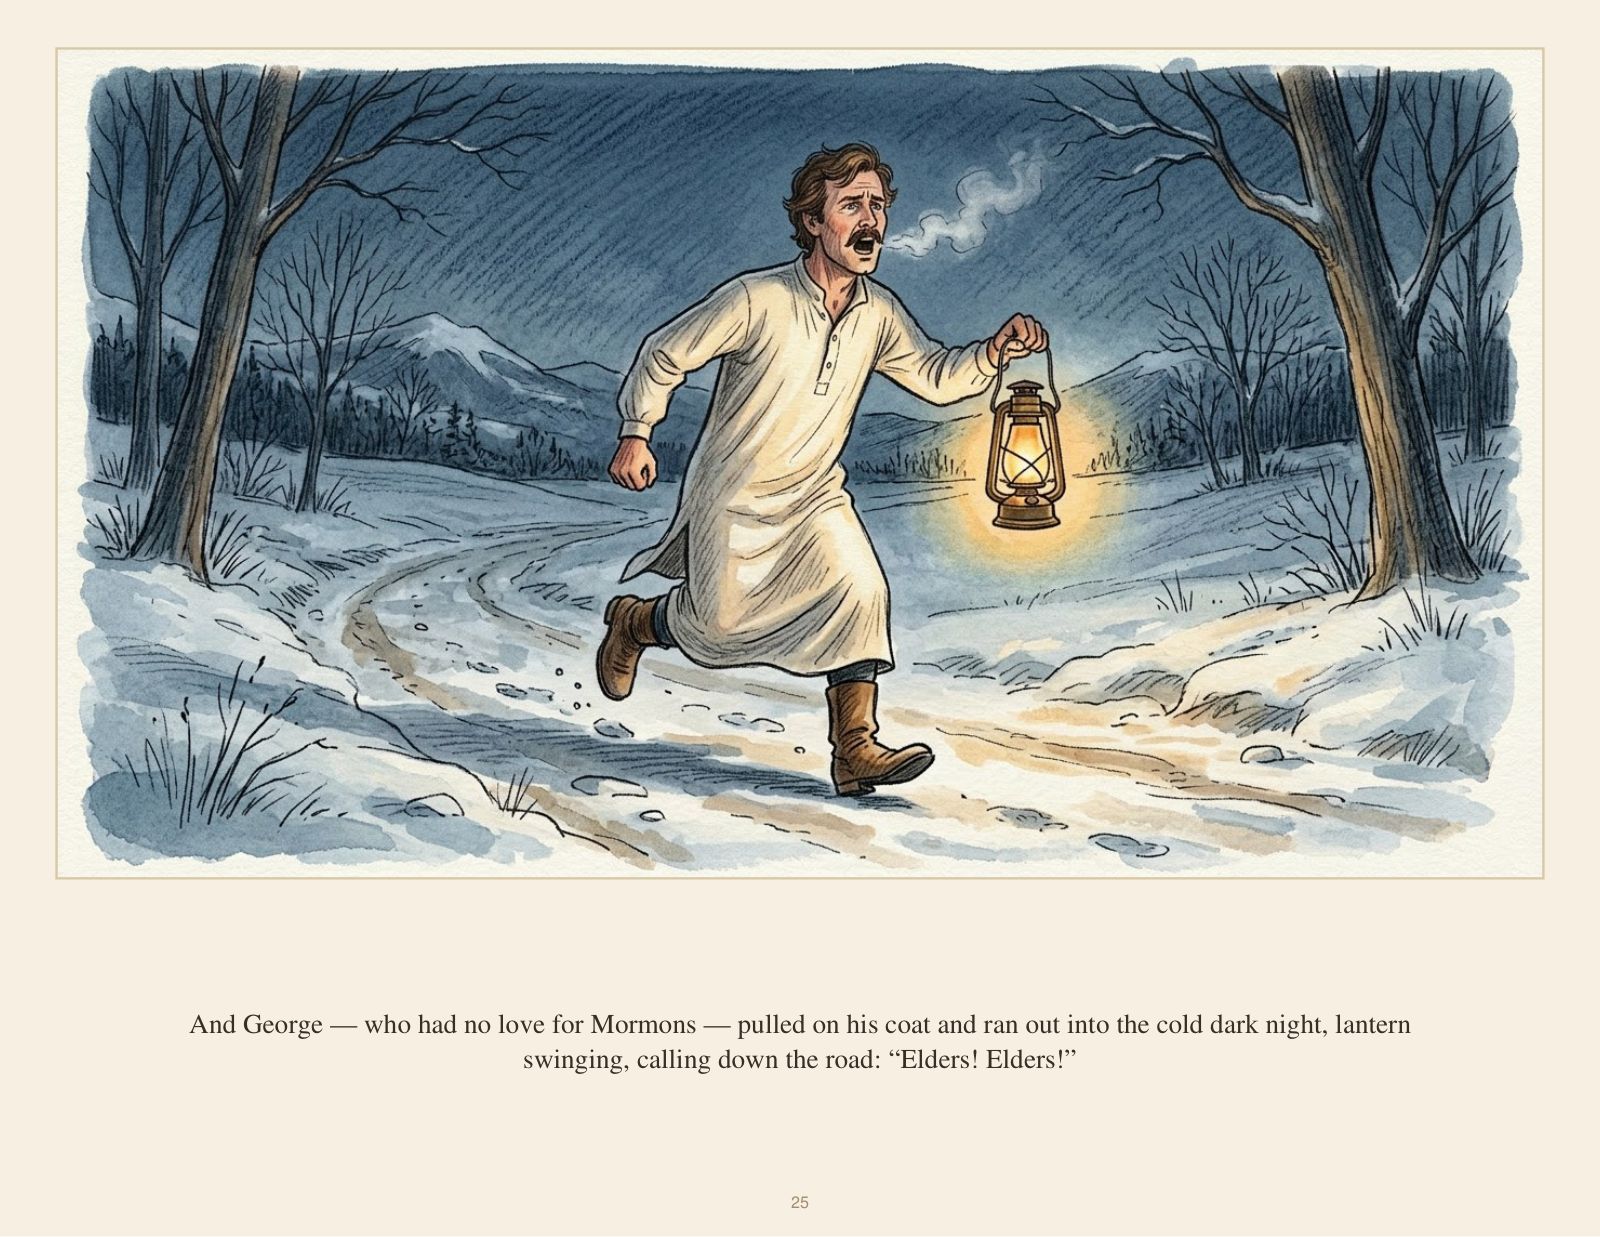 And George — who had no love for Mormons — pulled on his coat and ran out into the cold dark night, lantern
swinging, calling down the road: “Elders! Elders!”
25